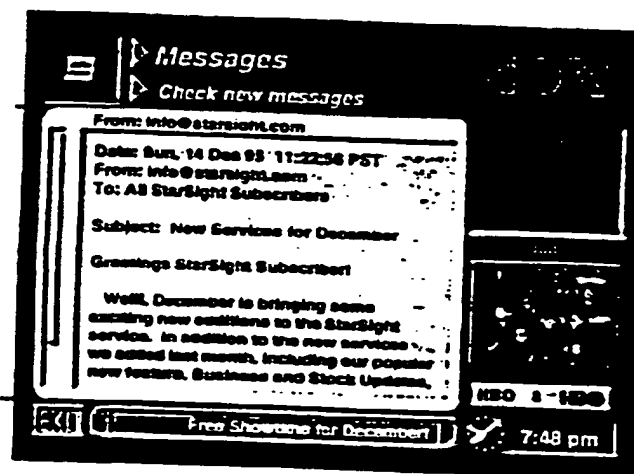 Messages
Check new messages
From: info@starsight.com
Date: Sun, 14 Dec 95 11:22:56 PST
From: info@starsight.com
To: All StarSight Subscribers
Subject: New Services for December
Greetings StarSight Subscriber!
Well, December is bringing some
exciting new additions to the StarSight
service. In addition to the new services
we added last month, including our popular
new feature, Business and Stock Updates,
HBO 8-HBO
EXIT
Free Showtime for December!
7:48 pm